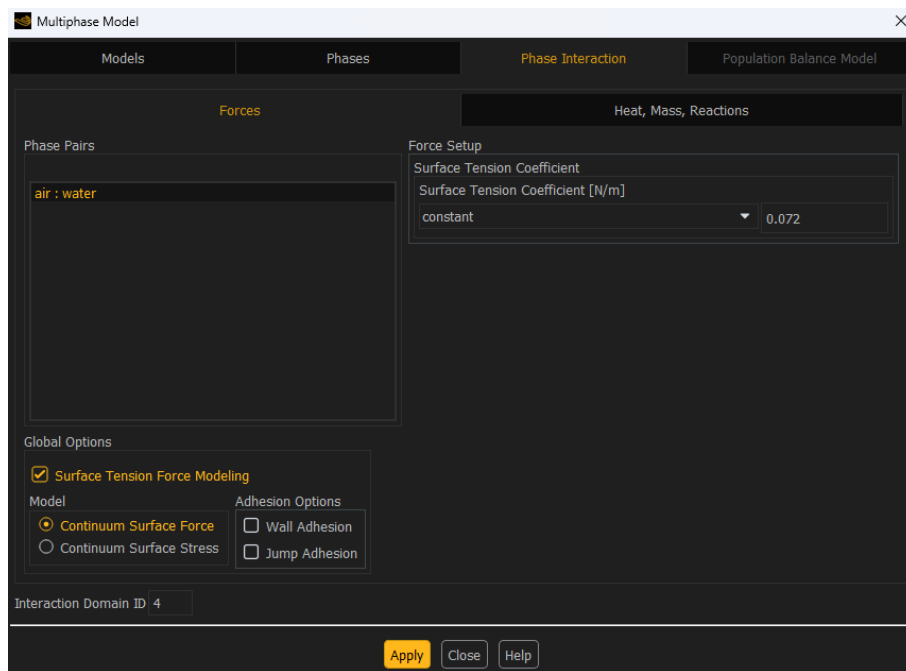 Multiphase Model
Models
Phases
Phase Interaction
Population Balance Model
Forces
Heat, Mass, Reactions
Phase Pairs
air : water
Force Setup
Surface Tension Coefficient
Surface Tension Coefficient [N/m]
constant
0.072
Global Options
Surface Tension Force Modeling
Model
Continuum Surface Force
Continuum Surface Stress
Adhesion Options
Wall Adhesion
Jump Adhesion
Interaction Domain ID 4
Apply
Close
Help